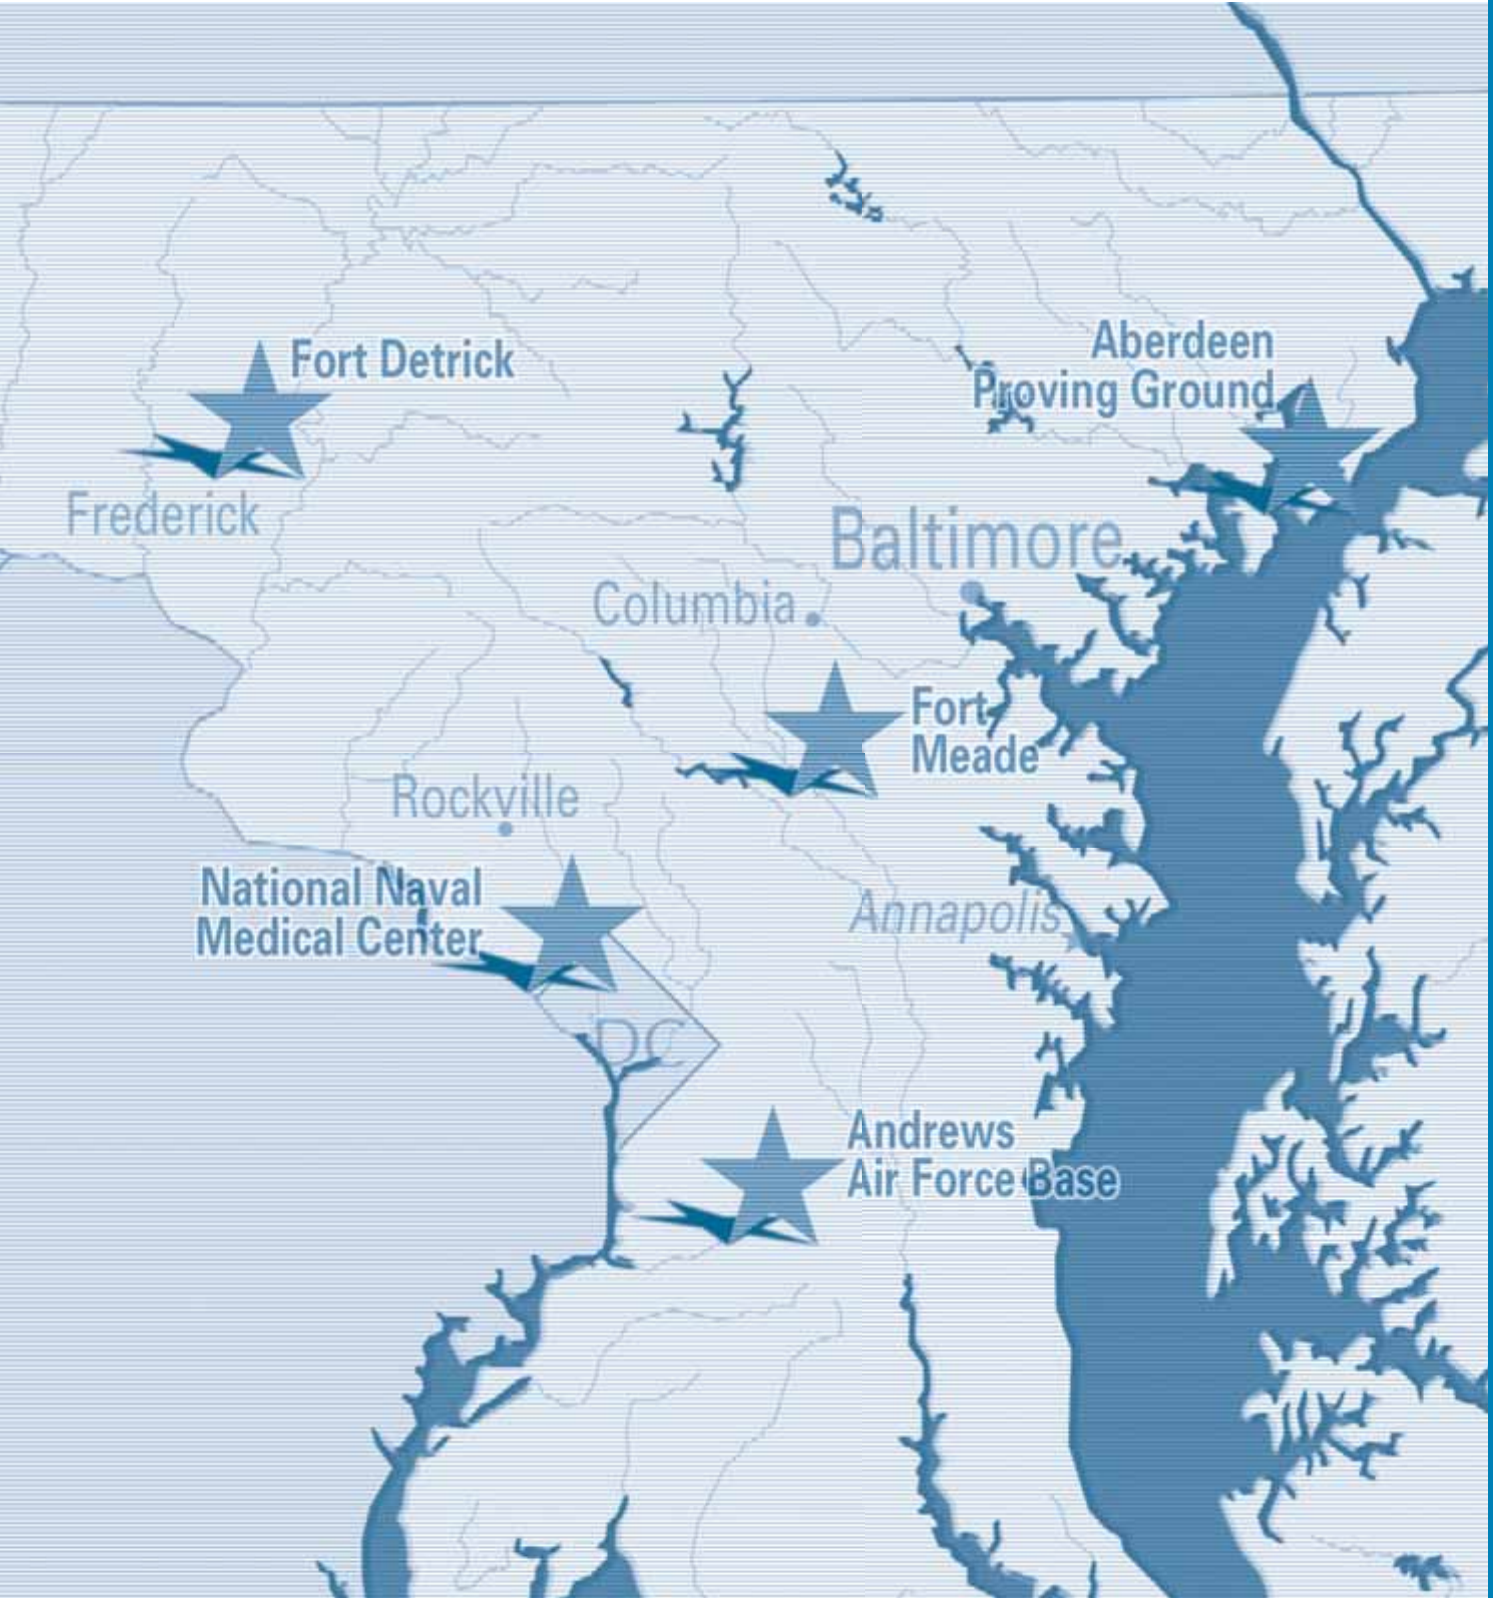 Fort Detrick
Aberdeen
Proving Ground
Frederick
Baltimore
Columbia
Fort
Meade
Rockville
National Naval
Medical Center
Annapolis
DC
Andrews
Air Force Base